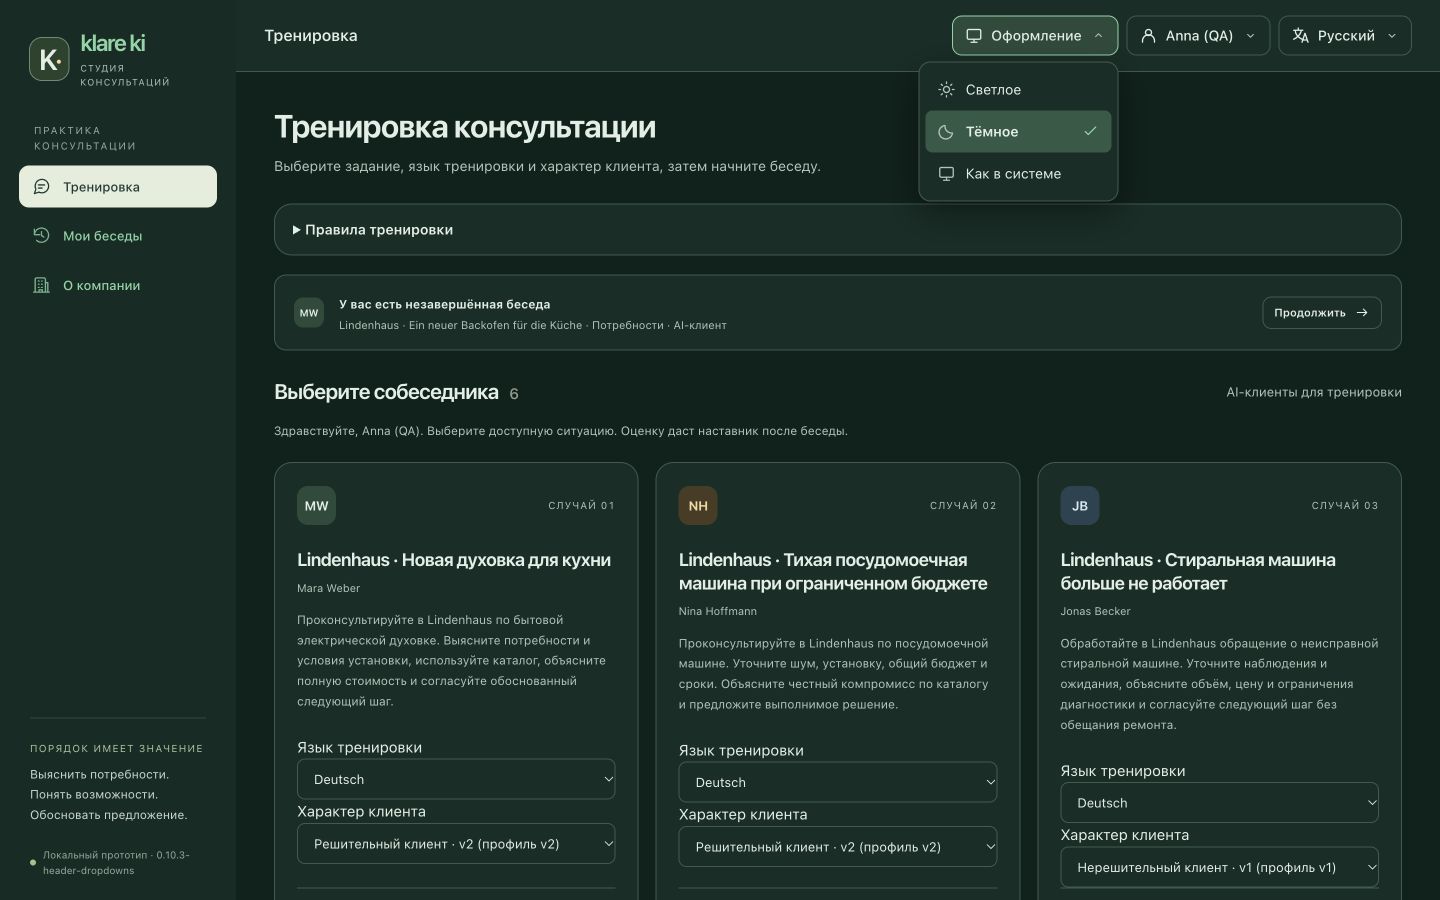 K
klare ki
СТУДИЯ
КОНСУЛЬТАЦИЙ
ПРАКТИКА
КОНСУЛЬТАЦИИ
Тренировка
Мои беседы
О компании
ПОРЯДОК ИМЕЕТ ЗНАЧЕНИЕ
Выяснить потребности.
Понять возможности.
Обосновать предложение.
Локальный прототип · 0.10.3-
header-dropdowns
Тренировка
Оформление
Anna (QA)
Русский
Светлое
Тёмное
Как в системе
Тренировка консультации
Выберите задание, язык тренировки и характер клиента, затем начните беседу.
Правила тренировки
MW
У вас есть незавершённая беседа
Lindenhaus · Ein neuer Backofen für die Küche · Потребности · AI-клиент
Продолжить →
Выберите собеседника 6
AI-клиенты для тренировки
Здравствуйте, Anna (QA). Выберите доступную ситуацию. Оценку даст наставник после беседы.
MW
СЛУЧАЙ 01
Lindenhaus · Новая духовка для кухни
Mara Weber
Проконсультируйте в Lindenhaus по бытовой
электрической духовке. Выясните потребности и
условия установки, используйте каталог, объясните
полную стоимость и согласуйте обоснованный
следующий шаг.
Язык тренировки
Deutsch
Характер клиента
Решительный клиент · v2 (профиль v2)
NH
СЛУЧАЙ 02
Lindenhaus · Тихая посудомоечная
машина при ограниченном бюджете
Nina Hoffmann
Проконсультируйте в Lindenhaus по посудомоечной
машине. Уточните шум, установку, общий бюджет и
сроки. Объясните честный компромисс по каталогу
и предложите выполнимое решение.
Язык тренировки
Deutsch
Характер клиента
Решительный клиент · v2 (профиль v2)
JB
СЛУЧАЙ 03
Lindenhaus · Стиральная машина
больше не работает
Jonas Becker
Обработайте в Lindenhaus обращение о неисправной
стиральной машине. Уточните наблюдения и
ожидания, объясните объём, цену и ограничения
диагностики и согласуйте следующий шаг без
обещания ремонта.
Язык тренировки
Deutsch
Характер клиента
Нерешительный клиент · v1 (профиль v1)